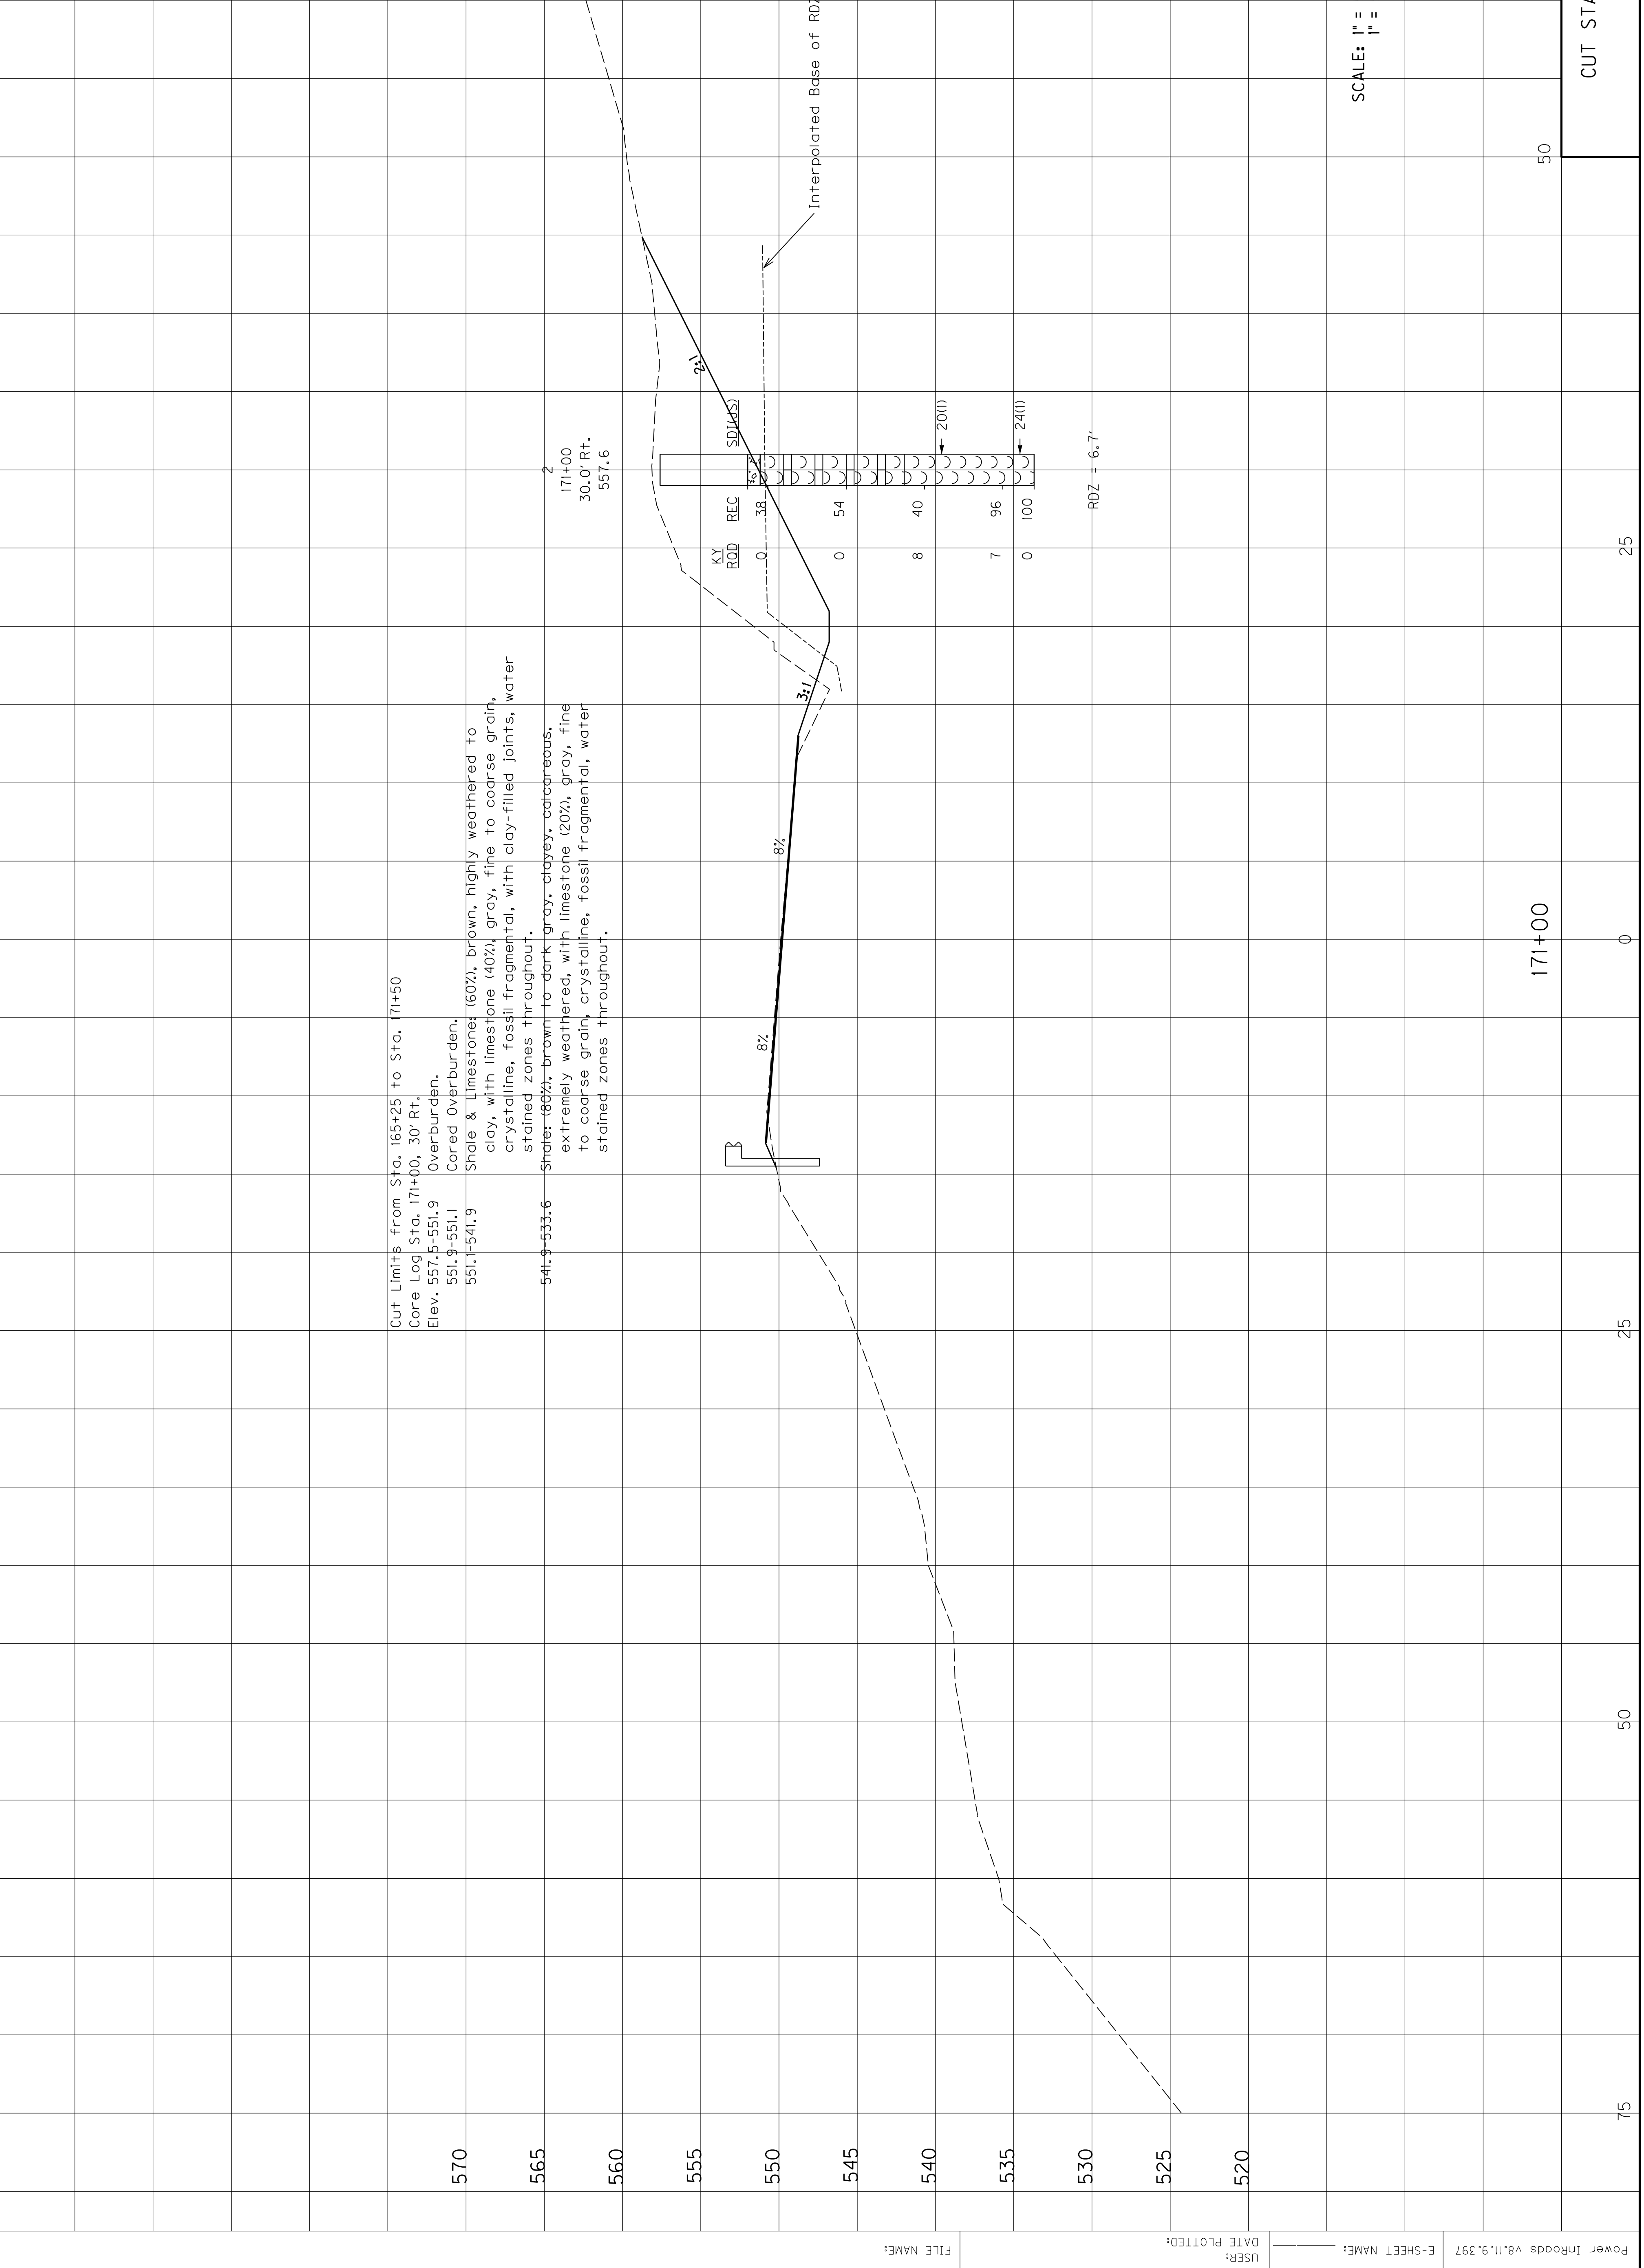 Cut Limits from Sta. 165+25 to Sta. 171+50
Core Log Sta. 171+00, 30' Rt.
Elev. 557.5-551.9 Overburden.
551.9-551.1 Cored Overburden.
551.1-541.9 Shale & Limestone: (60%), brown, highly weathered to
clay, with limestone (40%), gray, fine to coarse grain,
crystalline, fossil fragmental, with clay-filled joints, water
stained zones throughout.
541.9-533.6 Shale: (80%), brown to dark gray, clayey, calcareous,
extremely weathered, with limestone (20%), gray, fine
to coarse grain, crystalline, fossil fragmental, water
stained zones throughout.
2
171+00
30.0' Rt.
557.6
KY
RQD REC SDI(JS)
0 38
0 54
8 40
20(1)
7 96
24(1)
0 100
RDZ = 6.7'
Interpolated Base of RDZ
2:1
3:1
8%
8%
570
565
560
555
550
545
540
535
530
525
520
75
50
25
0
25
50
171+00
SCALE: 1" =
1" =
CUT STA
FILE NAME:
USER:
DATE PLOTTED:
E-SHEET NAME:
Power InRoads v8.11.9.397